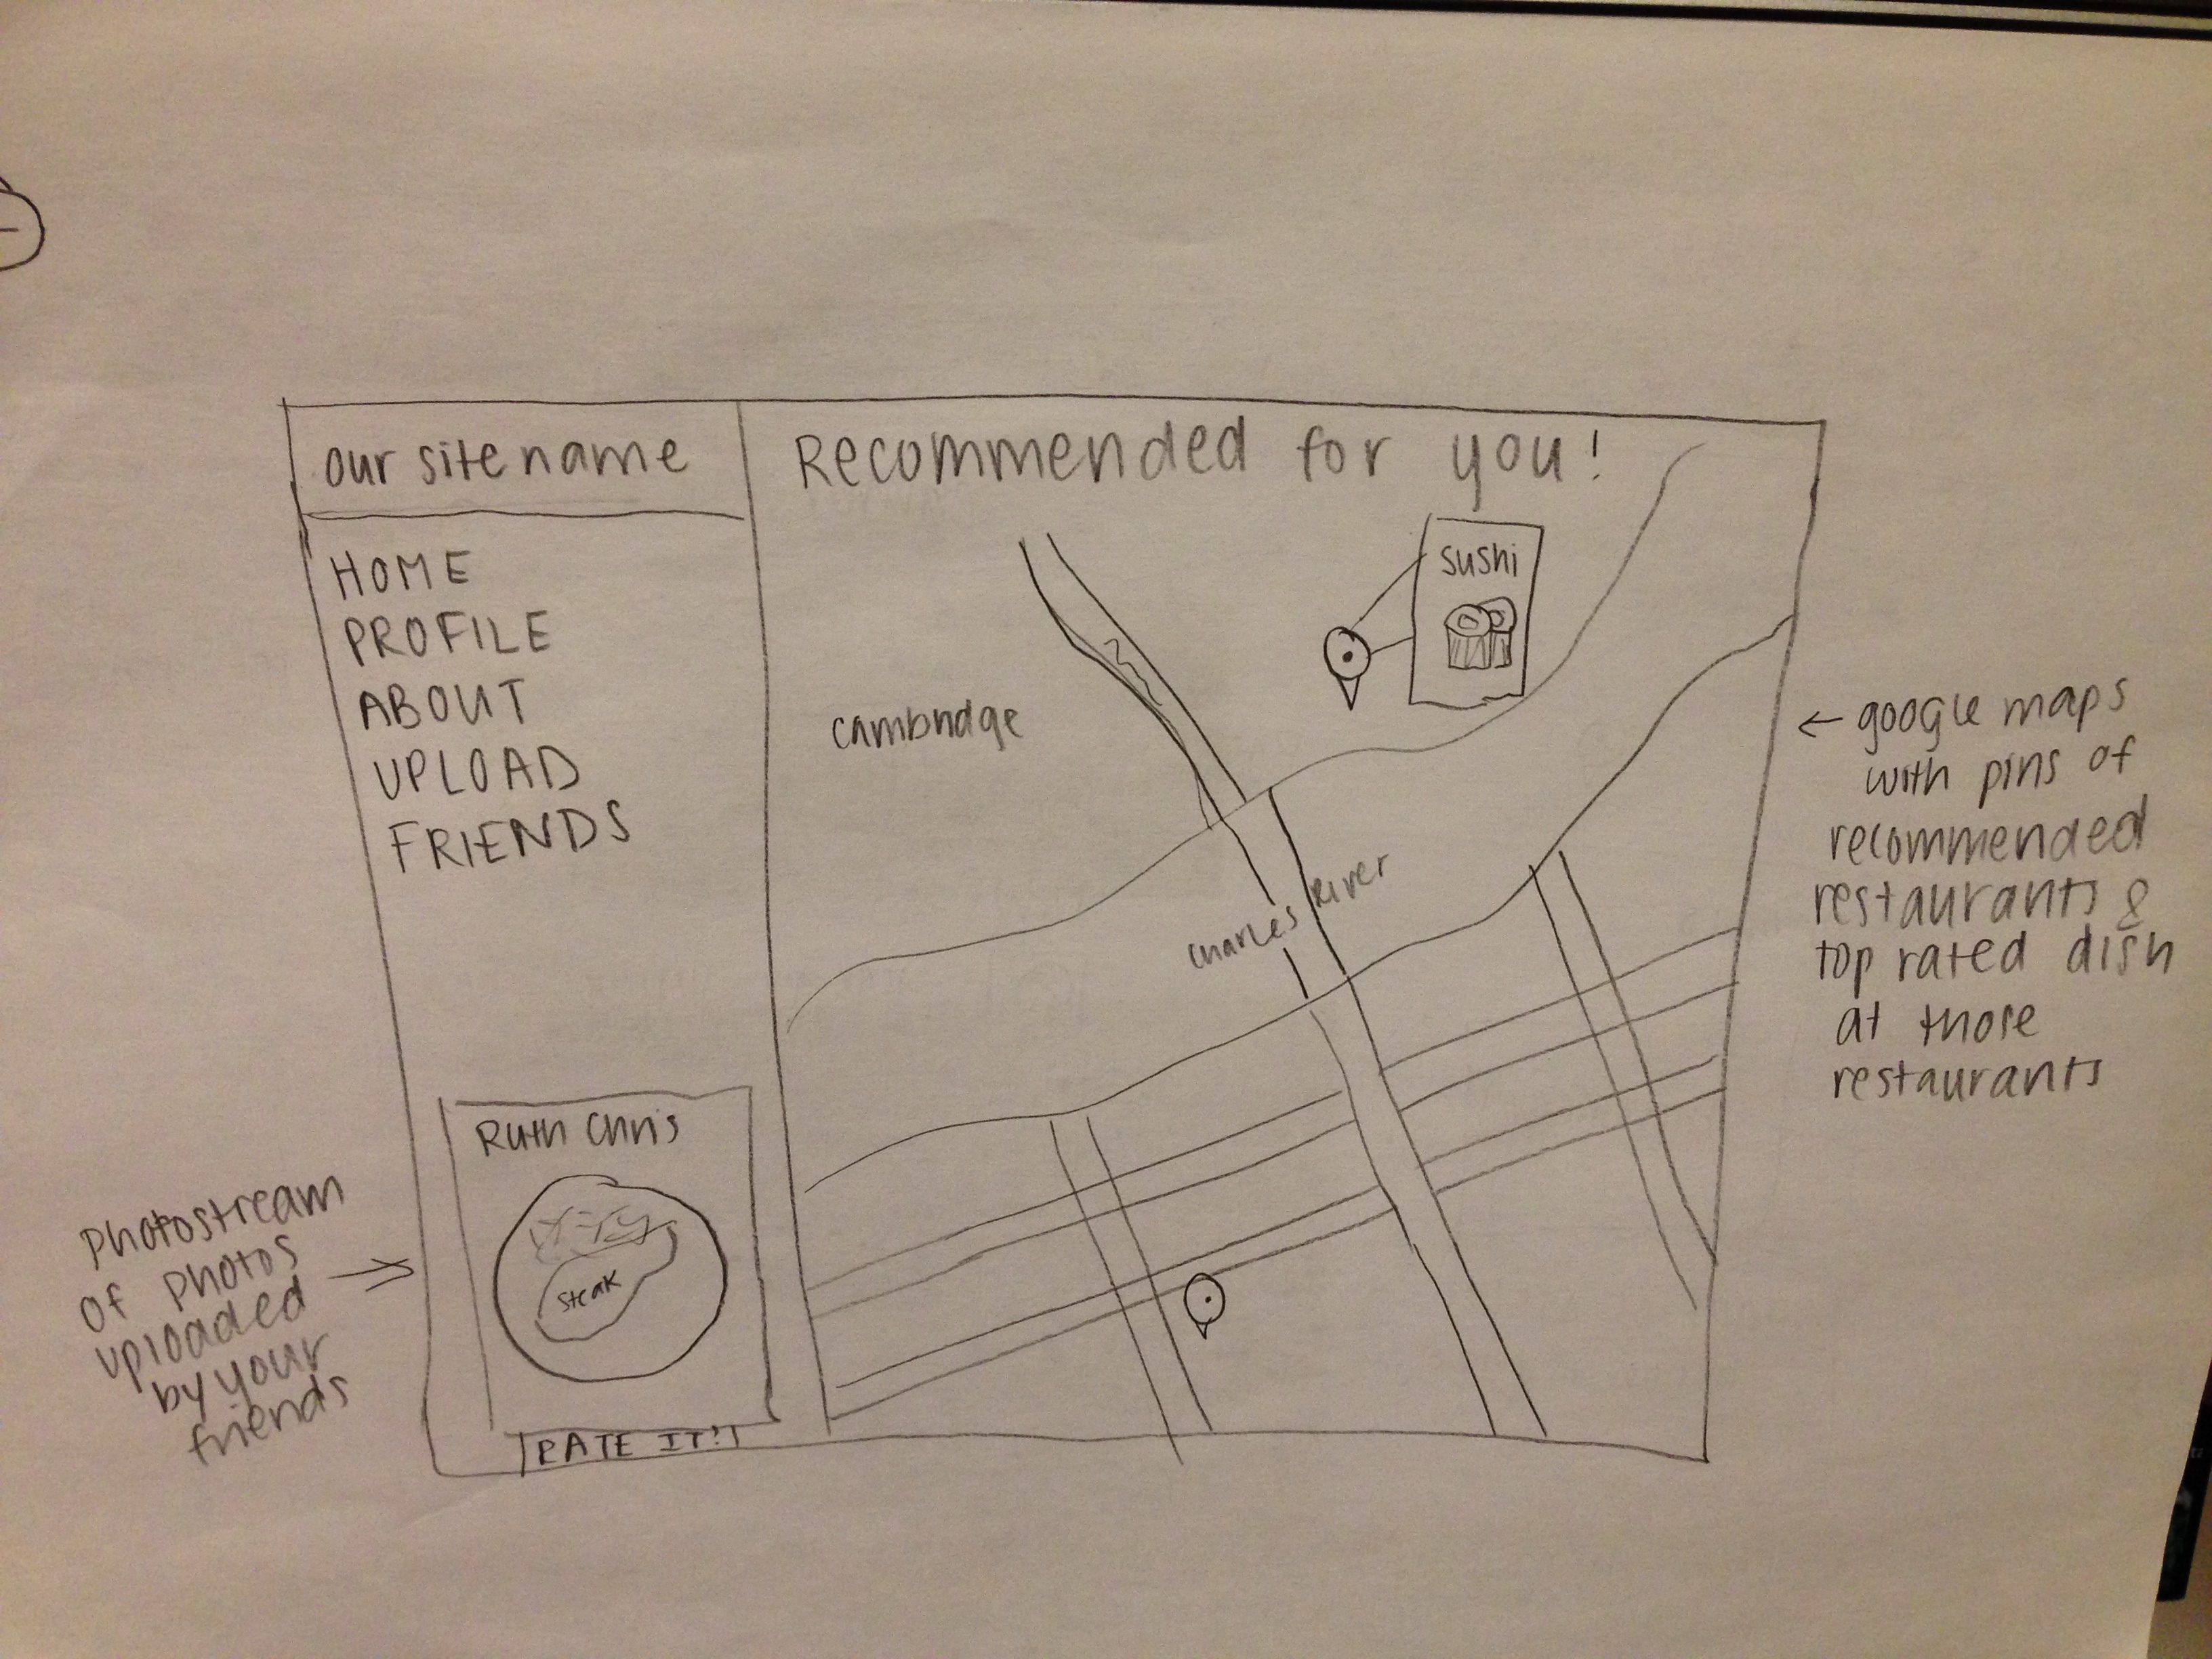 our site name
Recommended for you!
HOME
PROFILE
ABOUT
UPLOAD
FRIENDS
sushi
Cambridge
Charles River
Ruth Chris
steak
RATE IT!
photostream
of photos
uploaded
by your
friends
google maps
with pins of
recommended
restaurants &
top rated dish
at those
restaurants